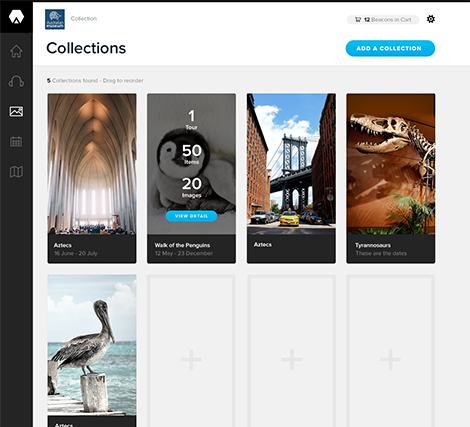 Australian
museum
Collection
12 Beacons in Cart
Collections
ADD A COLLECTION
5 Collections found - Drag to reorder
1
Tour
50
Items
20
Images
VIEW DETAIL
Aztecs
16 June - 20 July
Walk of the Penguins
12 May - 23 December
Aztecs
Tyrannosaurs
These are the dates
Aztecs